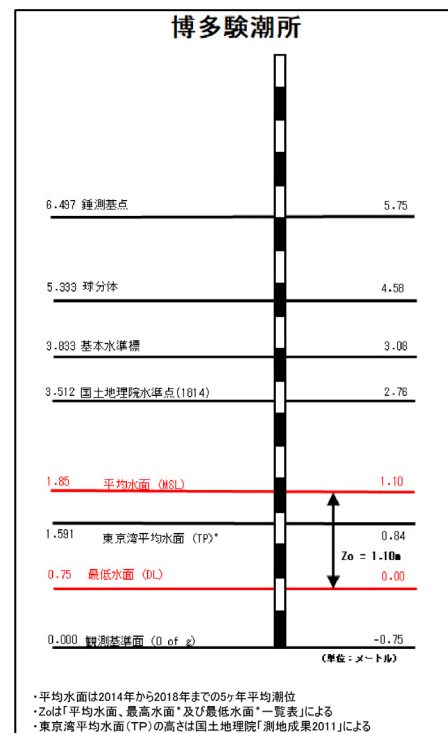 博多験潮所
6.497 錘測基点 5.75
5.333 球分体 4.58
3.833 基本水準標 3.08
3.512 国土地理院水準点(1814) 2.76
1.85 平均水面 (MSL) 1.10
1.591 東京湾平均水面 (TP)* 0.84
Zo = 1.10m
0.75 最低水面 (DL) 0.00
0.000 観測基準面 (O of g) -0.75
(単位:メートル)
・平均水面は2014年から2018年までの5ヶ年平均潮位
・Zoは「平均水面、最高水面*及び最低水面*一覧表」による
・東京湾平均水面(TP)の高さは国土地理院「測地成果2011」による